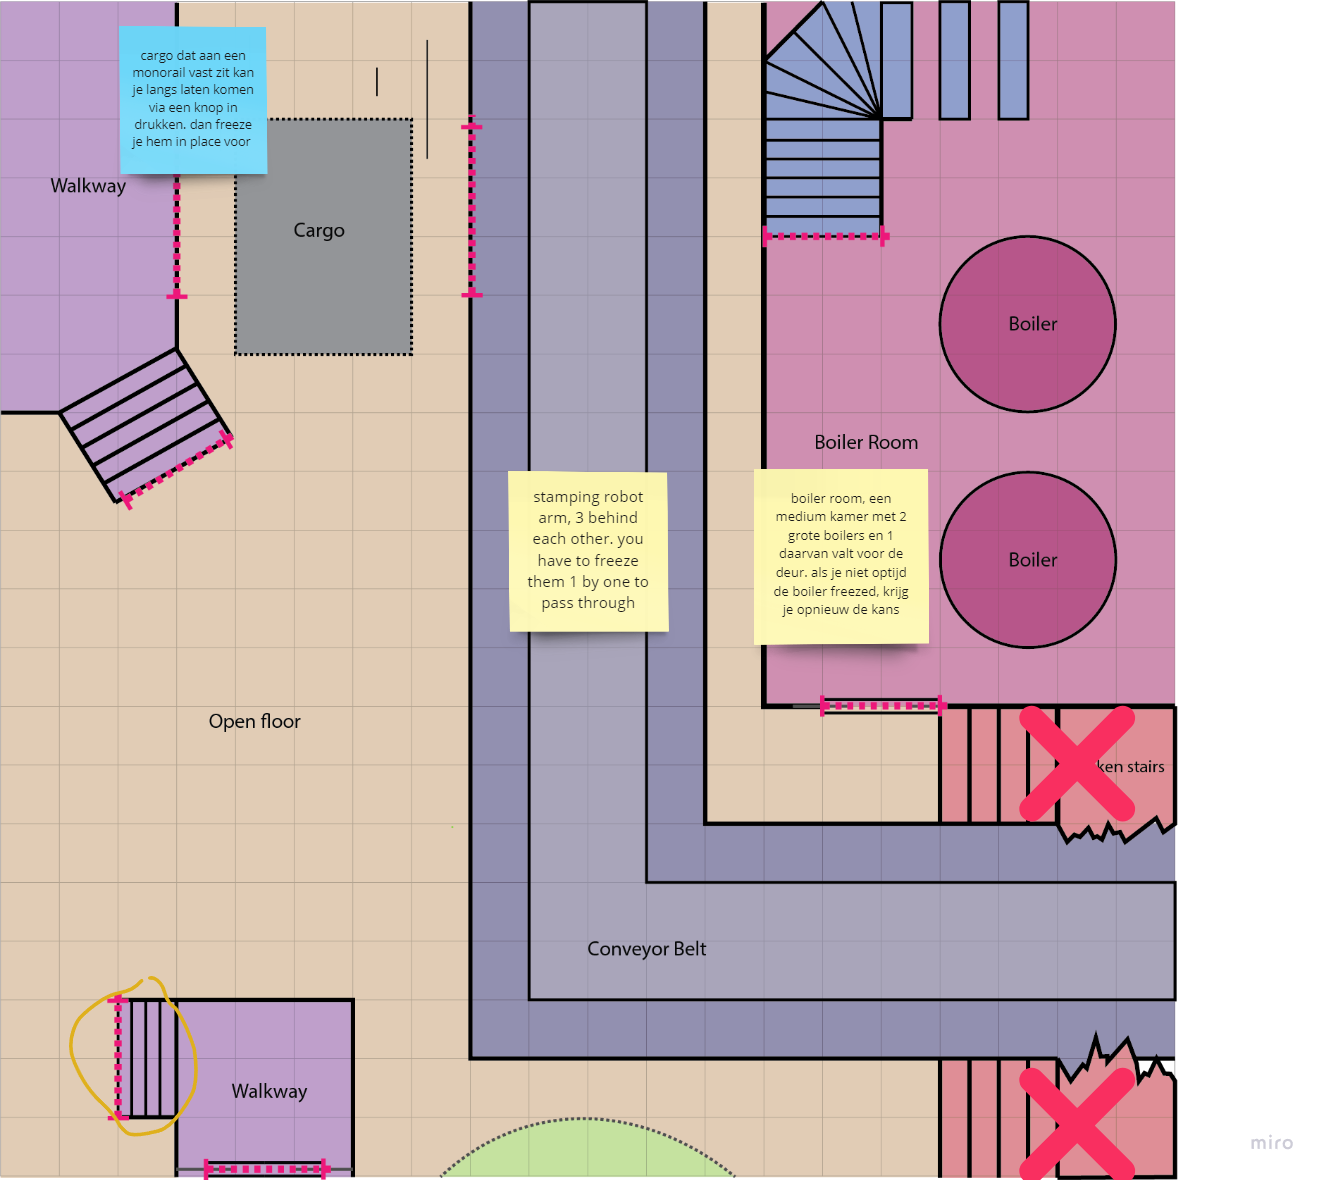 cargo dat aan een
monorail vast zit kan
je langs laten komen
via een knop in
drukken. dan freeze
je hem in place voor
Walkway
Cargo
Boiler
Boiler Room
stamping robot
arm, 3 behind
each other. you
have to freeze
them 1 by one to
pass through
boiler room, een
medium kamer met 2
grote boilers en 1
daarvan valt voor de
deur. als je niet optijd
de boiler freezed, krijg
je opnieuw de kans
Boiler
Open floor
ken stairs
Conveyor Belt
Walkway
miro